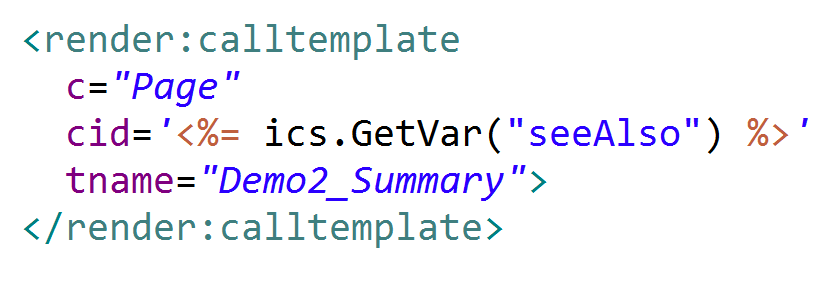 <render:calltemplate
  c="Page"
  cid='<%= ics.GetVar("seeAlso") %>'
  tname="Demo2_Summary">
</render:calltemplate>